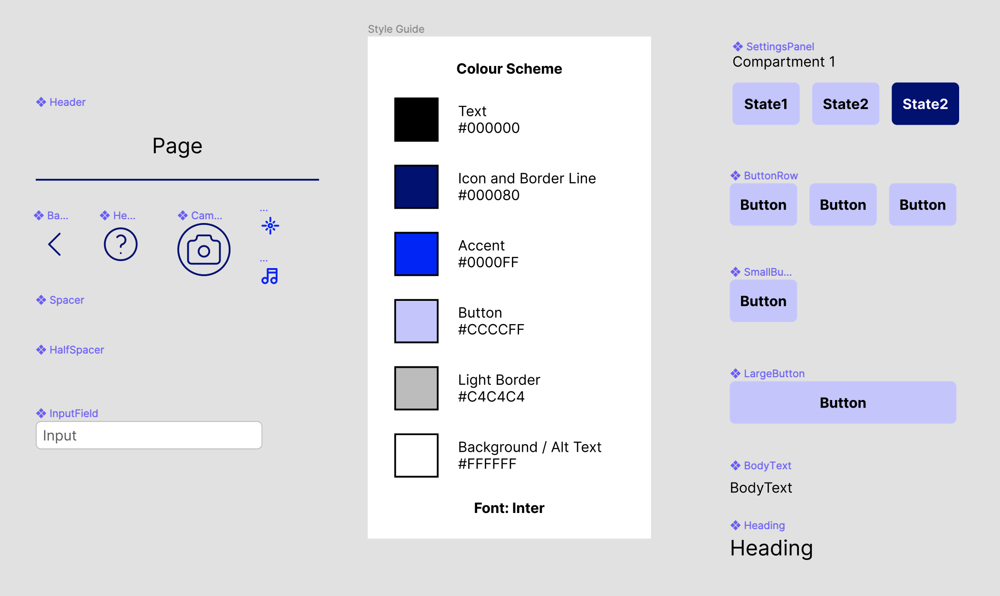 Header
Page
Ba...
He...
Cam...
...
...
Spacer
HalfSpacer
InputField
Input
Style Guide
Colour Scheme
Text
#000000
Icon and Border Line
#000080
Accent
#0000FF
Button
#CCCCFF
Light Border
#C4C4C4
Background / Alt Text
#FFFFFF
Font: Inter
SettingsPanel
Compartment 1
State1 State2 State2
ButtonRow
Button Button Button
SmallBu...
Button
LargeButton
Button
BodyText
BodyText
Heading
Heading